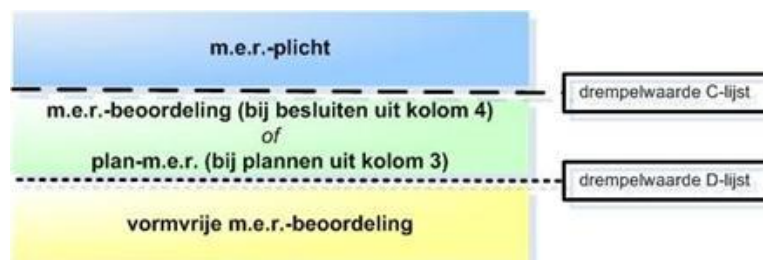 m.e.r.-plicht
drempelwaarde C-lijst
m.e.r.-beoordeling (bij besluiten uit kolom 4)
of
plan-m.e.r. (bij plannen uit kolom 3)
drempelwaarde D-lijst
vormvrije m.e.r.-beoordeling